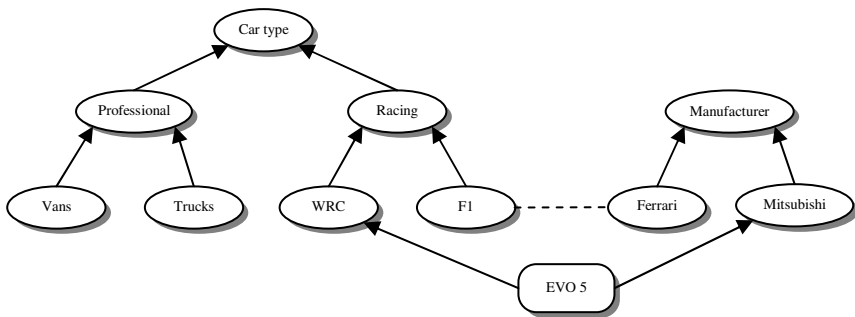 Car type
Professional
Racing
Manufacturer
Vans
Trucks
WRC
F1
Ferrari
Mitsubishi
EVO 5